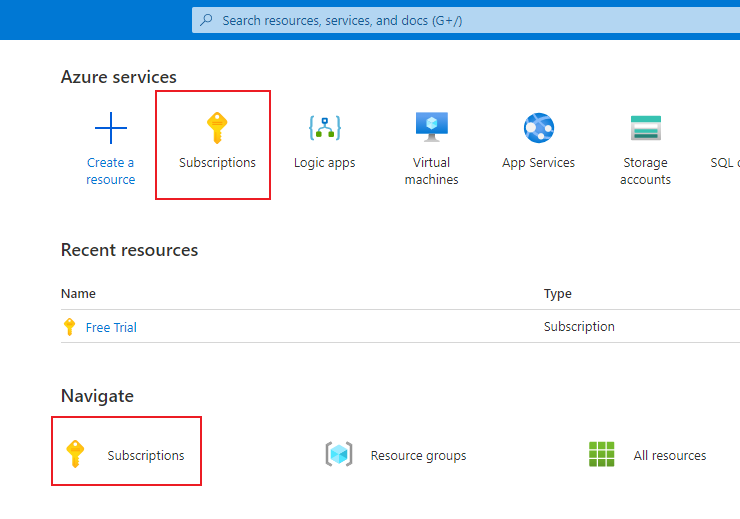 Search resources, services, and docs (G+/)
Azure services
Create a
resource
Subscriptions
Logic apps
Virtual
machines
App Services
Storage
accounts
SQL
Recent resources
Name
Type
Free Trial
Subscription
Navigate
Subscriptions
Resource groups
All resources